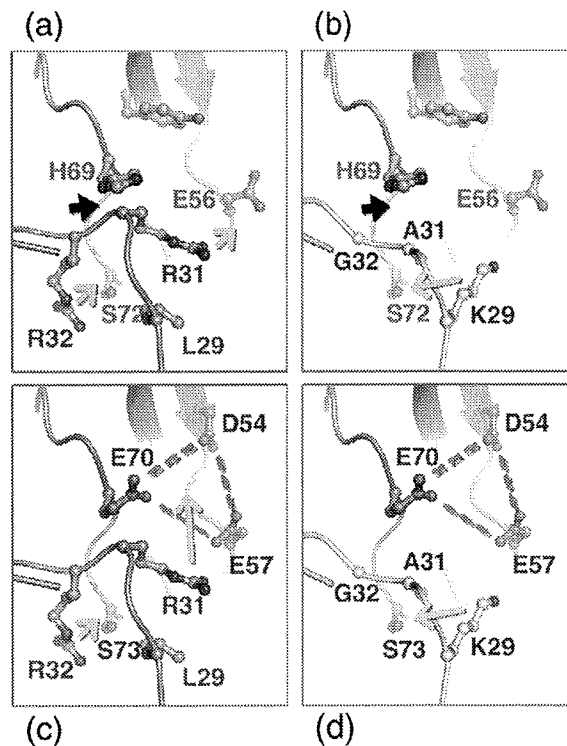 (a) (b)
H69 E56 R31 S72 R32 L29
H69 E56 A31 G32 S72 K29
D54 E70 E57 R31 S73 R32 L29
D54 E70 E57 A31 G32 S73 K29
(c) (d)